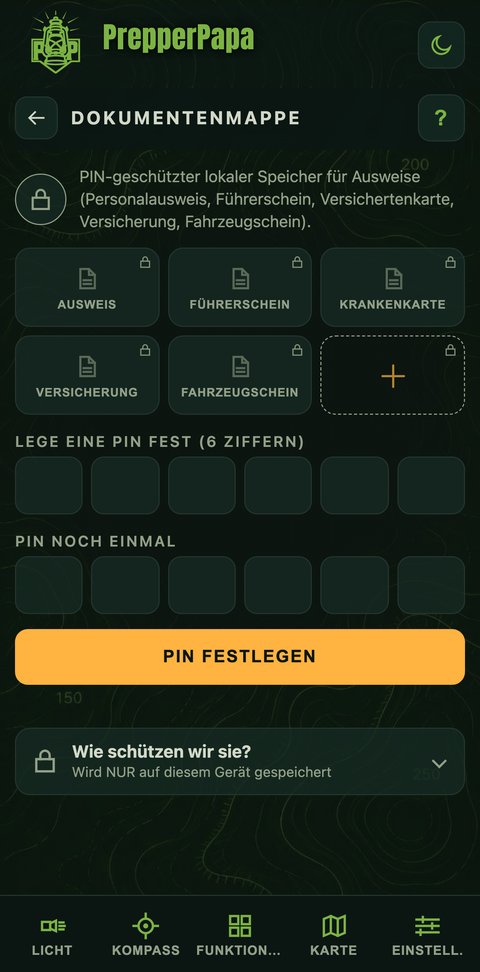 PP
PrepperPapa
DOKUMENTENMAPPE
?
200
PIN-geschützter lokaler Speicher für Ausweise
(Personalausweis, Führerschein, Versichertenkarte,
Versicherung, Fahrzeugschein).
AUSWEIS
FÜHRERSCHEIN
KRANKENKARTE
VERSICHERUNG
FAHRZEUGSCHEIN
LEGE EINE PIN FEST (6 ZIFFERN)
PIN NOCH EINMAL
PIN FESTLEGEN
150
Wie schützen wir sie?
Wird NUR auf diesem Gerät gespeichert
250
LICHT
KOMPASS
FUNKTION...
KARTE
EINSTELL.